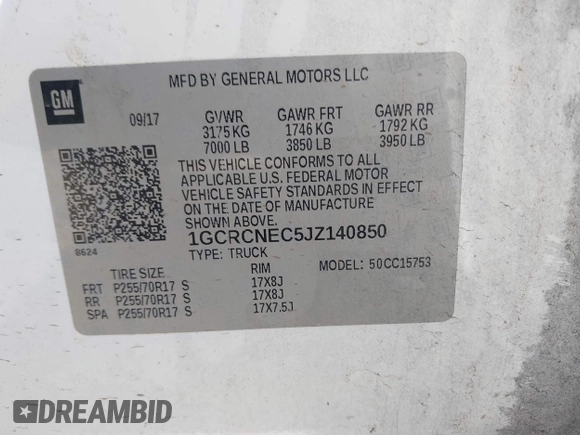 GM
MFD BY GENERAL MOTORS LLC
09/17 GVWR GAWR FRT GAWR RR
3175 KG 1746 KG 1792 KG
7000 LB 3850 LB 3950 LB
THIS VEHICLE CONFORMS TO ALL
APPLICABLE U.S. FEDERAL MOTOR
VEHICLE SAFETY STANDARDS IN EFFECT
ON THE DATE OF MANUFACTURE
SHOWN ABOVE.
8624 1GCRCNEC5JZ140850
TYPE: TRUCK MODEL: 50CC15753
TIRE SIZE RIM
FRT P255/70R17 S 17X8J
RR P255/70R17 S 17X8J
SPA P255/70R17 S 17X7.5J
DREAMBID